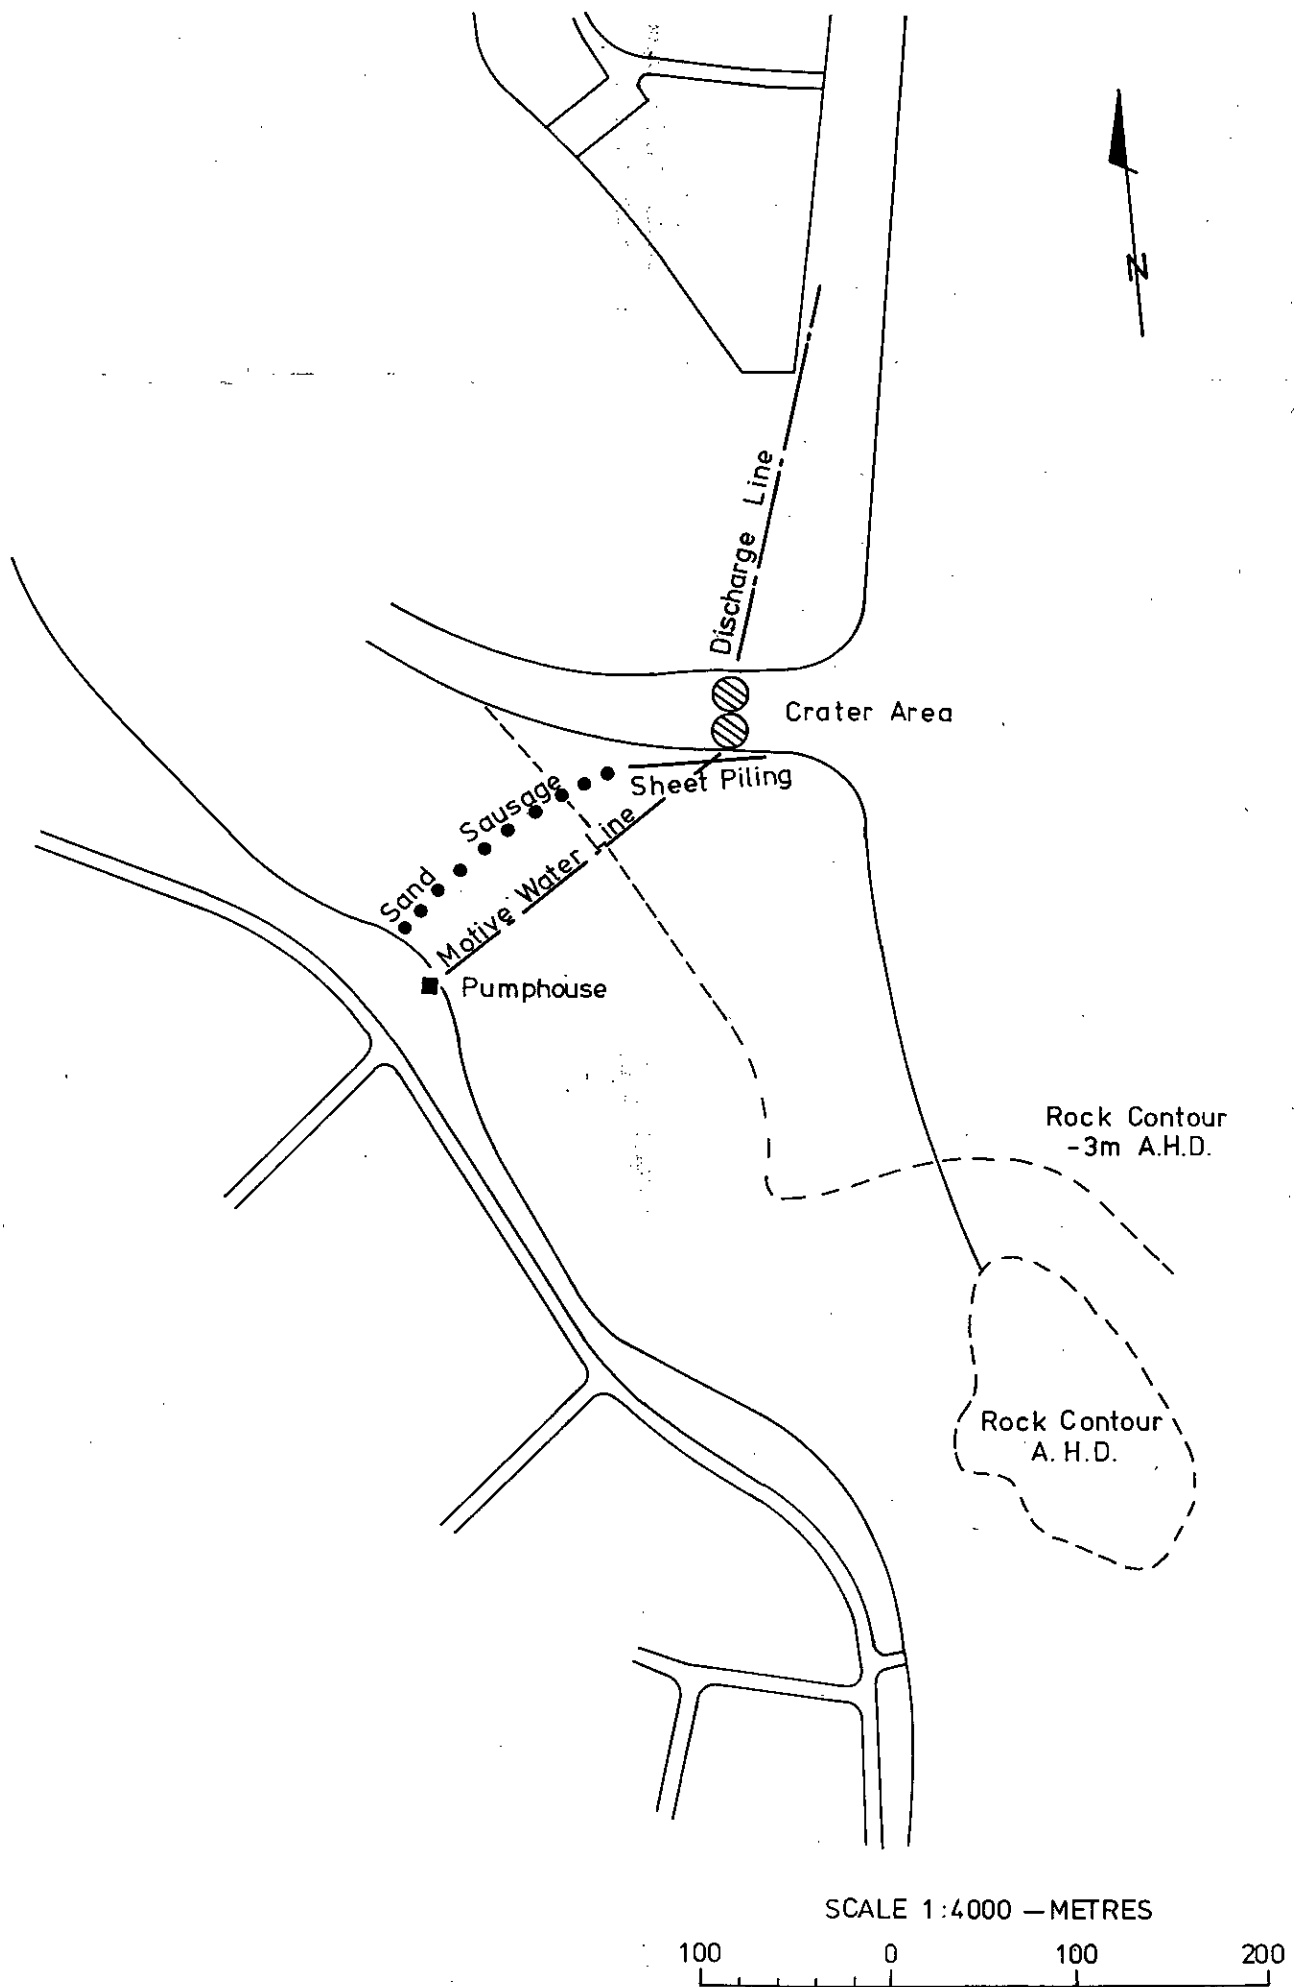 N
Discharge Line
Crater Area
Sheet Piling
Sand Sausage
Motive Water Line
Pumphouse
Rock Contour
-3m A.H.D.
Rock Contour
A.H.D.
SCALE 1:4000 — METRES
100 0 100 200